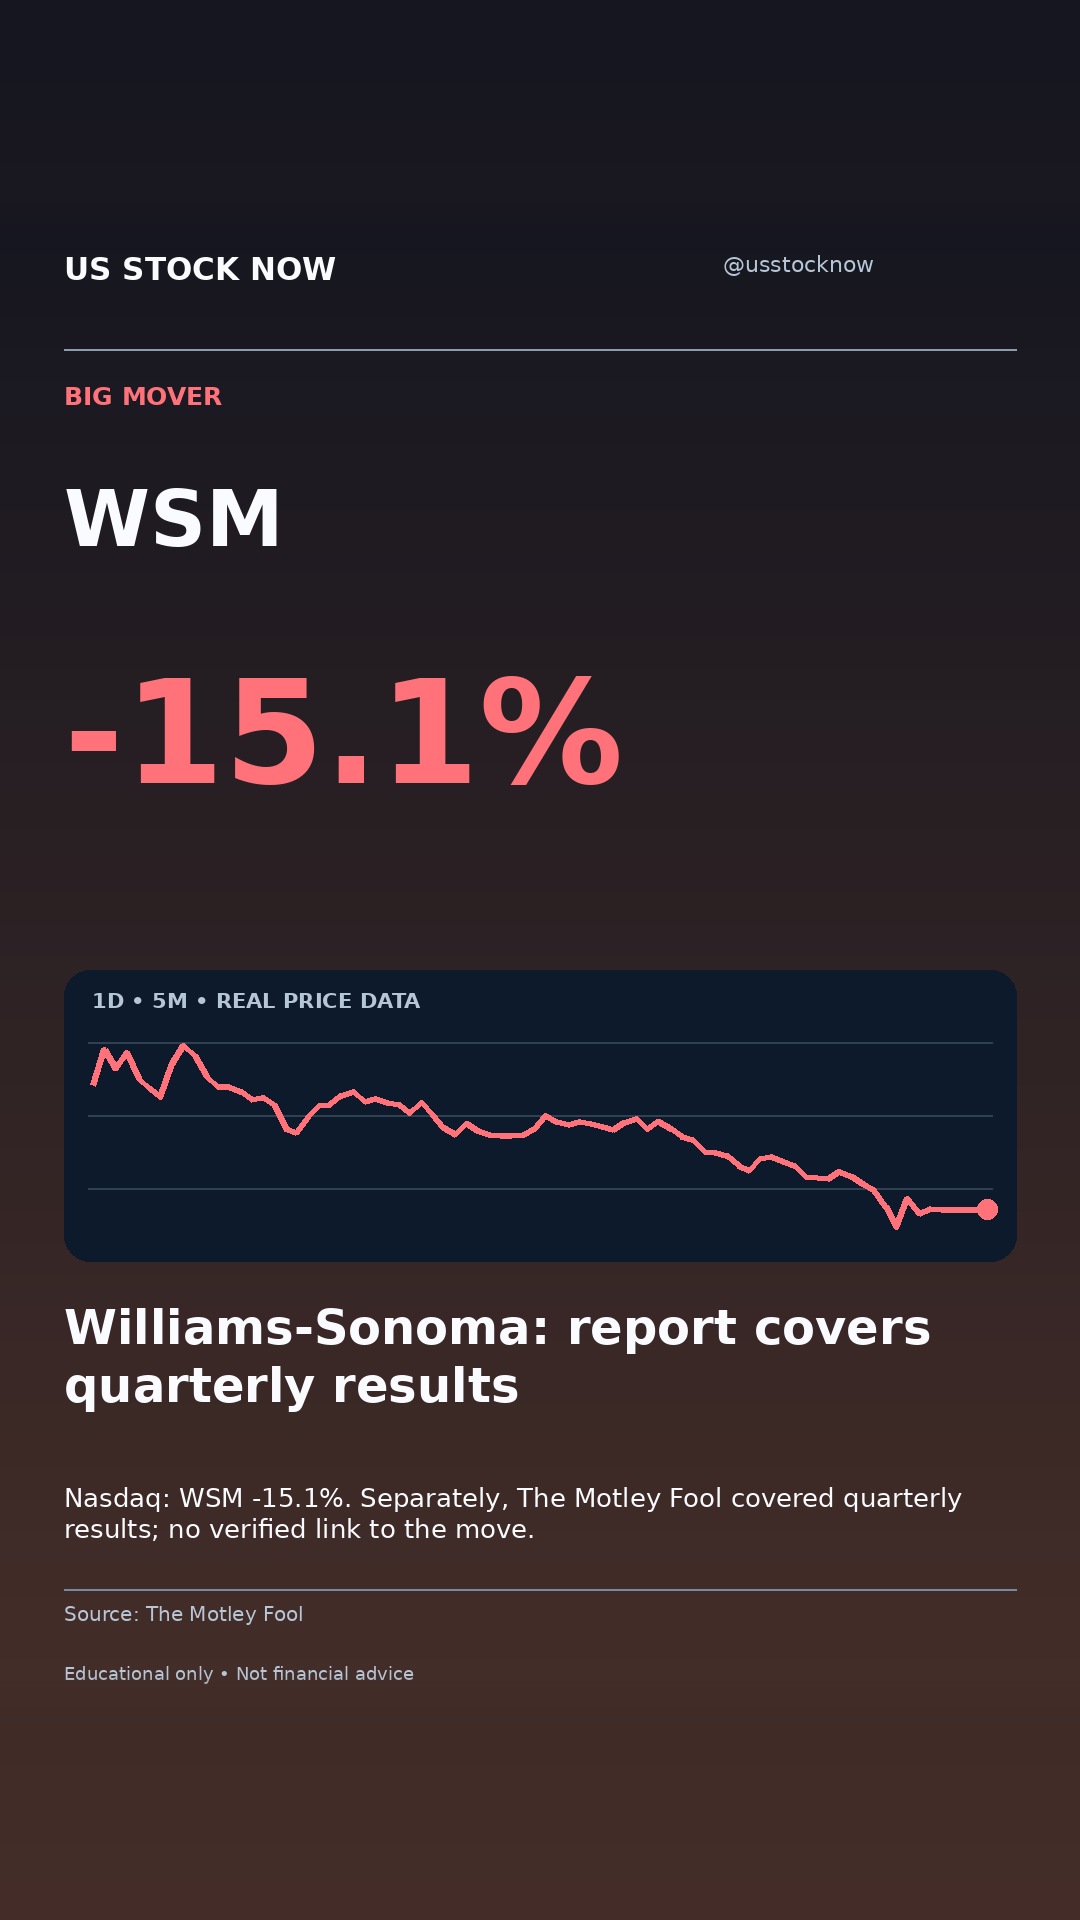 US STOCK NOW
@usstocknow
BIG MOVER
WSM
-15.1%
1D • 5M • REAL PRICE DATA
Williams-Sonoma: report covers
quarterly results
Nasdaq: WSM -15.1%. Separately, The Motley Fool covered quarterly
results; no verified link to the move.
Source: The Motley Fool
Educational only • Not financial advice